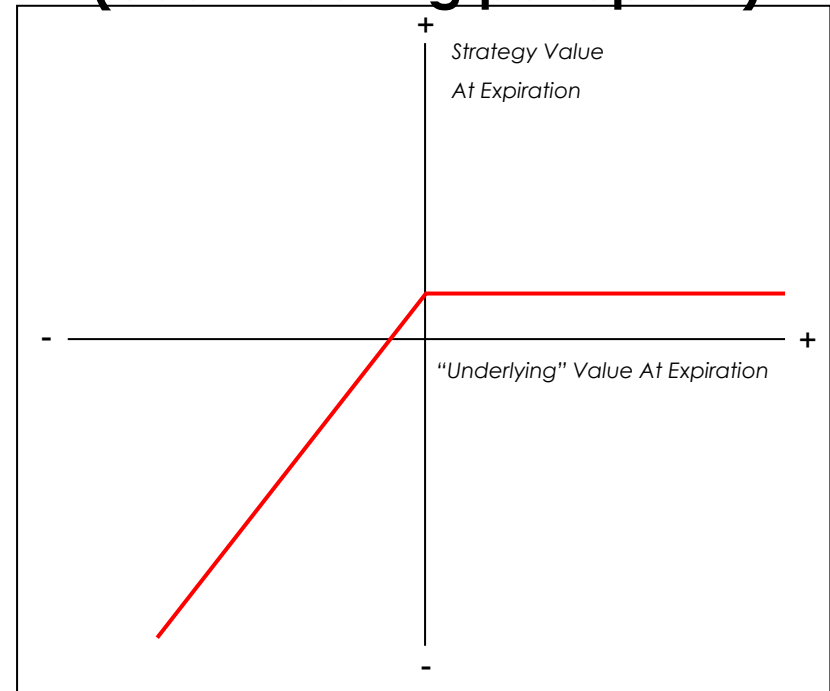 +
Strategy Value
At Expiration
- +
“Underlying” Value At Expiration
-